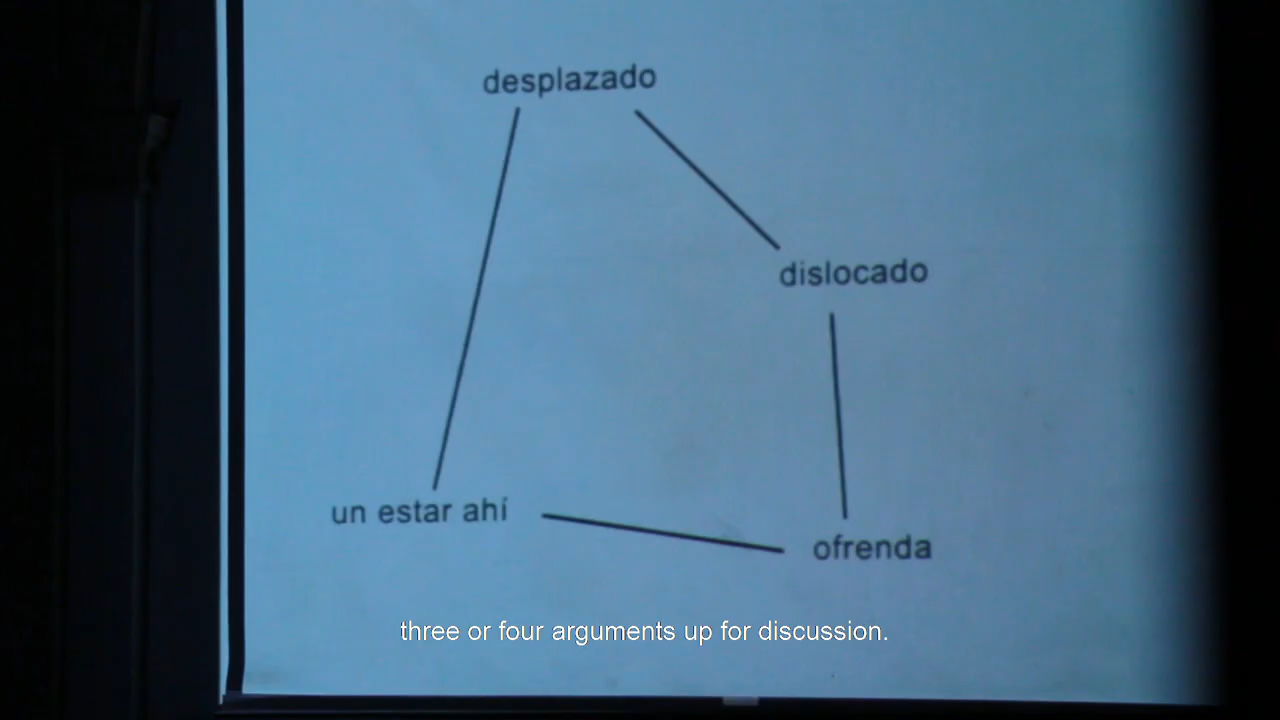 desplazado
dislocado
un estar ahí
ofrenda
three or four arguments up for discussion.